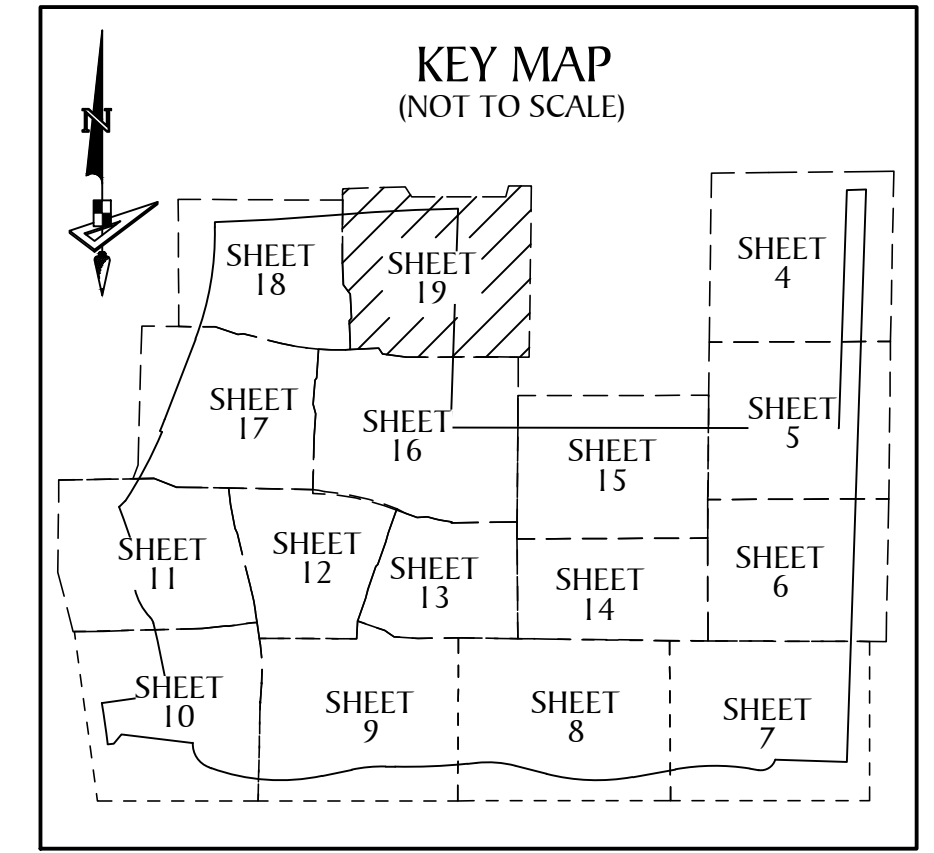 KEY MAP
(NOT TO SCALE)
N
SHEET
4
SHEET
18
SHEET
19
SHEET
17
SHEET
16
SHEET
5
SHEET
15
SHEET
11
SHEET
12
SHEET
13
SHEET
14
SHEET
6
SHEET
10
SHEET
9
SHEET
8
SHEET
7